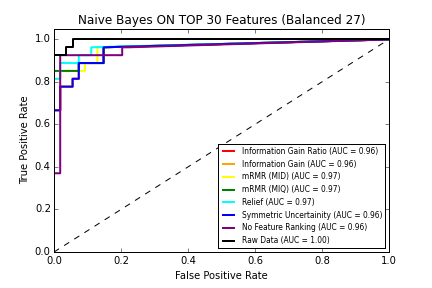 Naive Bayes ON TOP 30 Features (Balanced 27)
1.0
0.8
0.6
0.4
0.2
0.0
True Positive Rate
Information Gain Ratio (AUC = 0.96)
Information Gain (AUC = 0.96)
mRMR (MID) (AUC = 0.97)
mRMR (MIQ) (AUC = 0.97)
Relief (AUC = 0.97)
Symmetric Uncertainity (AUC = 0.96)
No Feature Ranking (AUC = 0.96)
Raw Data (AUC = 1.00)
0.0 0.2 0.4 0.6 0.8 1.0
False Positive Rate